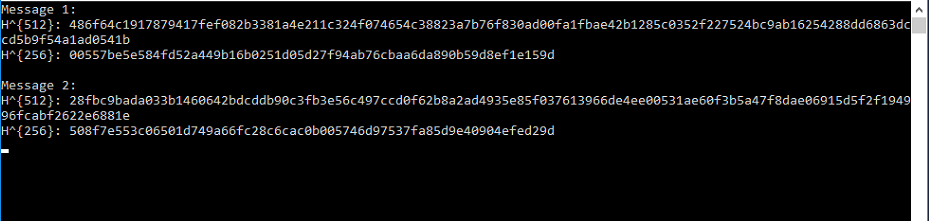 Message 1:
H^{512}: 486f64c1917879417fef082b3381a4e211c324f074654c38823a7b76f830ad00fa1fbae42b1285c0352f227524bc9ab16254288dd6863dc
cd5b9f54a1ad0541b
H^{256}: 00557be5e584fd52a449b16b0251d05d27f94ab76cbaa6da890b59d8ef1e159d
Message 2:
H^{512}: 28fbc9bada033b1460642bdcddb90c3fb3e56c497ccd0f62b8a2ad4935e85f037613966de4ee00531ae60f3b5a47f8dae06915d5f2f1949
96fcabf2622e6881e
H^{256}: 508f7e553c06501d749a66fc28c6cac0b005746d97537fa85d9e40904efed29d